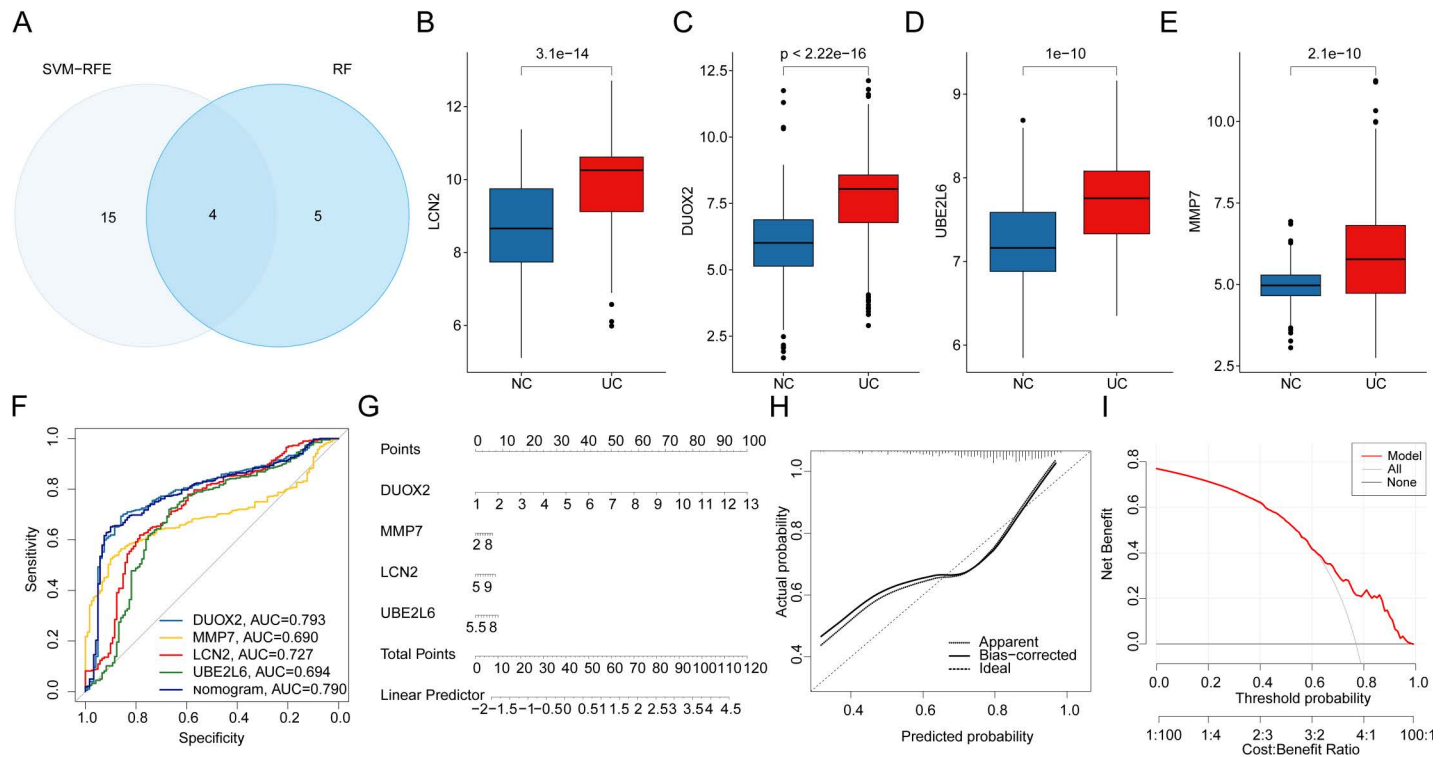 A
SVM−RFE
RF
15
4
5
B
3.1e−14
LCN2
12
10
8
6
NC
UC
C
p < 2.22e−16
DUOX2
12.5
10.0
7.5
5.0
2.5
NC
UC
D
1e−10
UBE2L6
9
8
7
6
NC
UC
E
2.1e−10
MMP7
10.0
7.5
5.0
2.5
NC
UC
F
Sensitivity
1.0
0.8
0.6
0.4
0.2
0.0
DUOX2, AUC=0.793
MMP7, AUC=0.690
LCN2, AUC=0.727
UBE2L6, AUC=0.694
nomogram, AUC=0.790
1.0 0.8 0.6 0.4 0.2 0.0
Specificity
G
Points
0 10 20 30 40 50 60 70 80 90 100
DUOX2
1 2 3 4 5 6 7 8 9 10 11 12 13
MMP7
2 8
LCN2
5 9
UBE2L6
5.5 8
Total Points
0 10 20 30 40 50 60 70 80 90 100 120
Linear Predictor
−2−1.5−1−0.50 0.51 1.5 2 2.53 3.54 4.5
H
Actual probability
1.0
0.8
0.6
0.4
Apparent
Bias−corrected
Ideal
0.4 0.6 0.8 1.0
Predicted probability
I
Net Benefit
0.8
0.6
0.4
0.2
0.0
Model
All
None
0.0 0.2 0.4 0.6 0.8 1.0
Threshold probability
1:100 1:4 2:3 3:2 4:1 100:1
Cost:Benefit Ratio